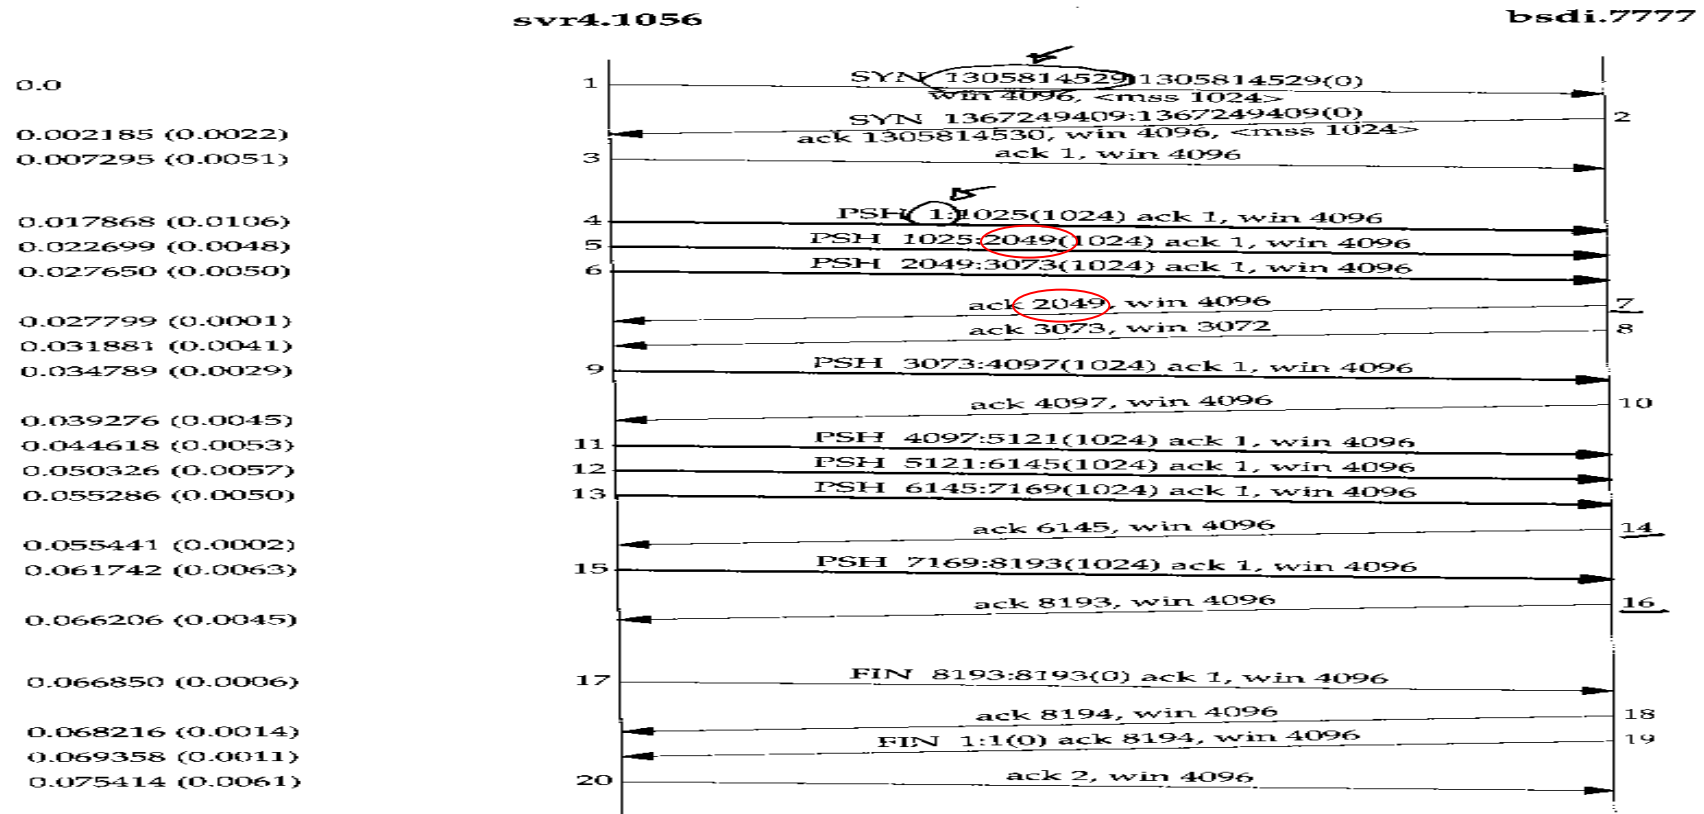 svr4.1056 bsdi.7777
0.0 1 SYN 1305814529:1305814529(0)
win 4096, <mss 1024>
SYN 1367249409:1367249409(0) 2
0.002185 (0.0022) ack 1305814530, win 4096, <mss 1024>
0.007295 (0.0051) 3 ack 1, win 4096
0.017868 (0.0106) 4 PSH 1:1025(1024) ack 1, win 4096
0.022699 (0.0048) 5 PSH 1025:2049(1024) ack 1, win 4096
0.027650 (0.0050) 6 PSH 2049:3073(1024) ack 1, win 4096
ack 2049, win 4096 7
0.027799 (0.0001)
ack 3073, win 3072 8
0.031881 (0.0041)
0.034789 (0.0029) 9 PSH 3073:4097(1024) ack 1, win 4096
ack 4097, win 4096 10
0.039276 (0.0045)
0.044618 (0.0053) 11 PSH 4097:5121(1024) ack 1, win 4096
0.050326 (0.0057) 12 PSH 5121:6145(1024) ack 1, win 4096
0.055286 (0.0050) 13 PSH 6145:7169(1024) ack 1, win 4096
ack 6145, win 4096 14
0.055441 (0.0002)
0.061742 (0.0063) 15 PSH 7169:8193(1024) ack 1, win 4096
ack 8193, win 4096 16
0.066206 (0.0045)
0.066850 (0.0006) 17 FIN 8193:8193(0) ack 1, win 4096
ack 8194, win 4096 18
0.068216 (0.0014)
FIN 1:1(0) ack 8194, win 4096 19
0.069358 (0.0011)
0.075414 (0.0061) 20 ack 2, win 4096